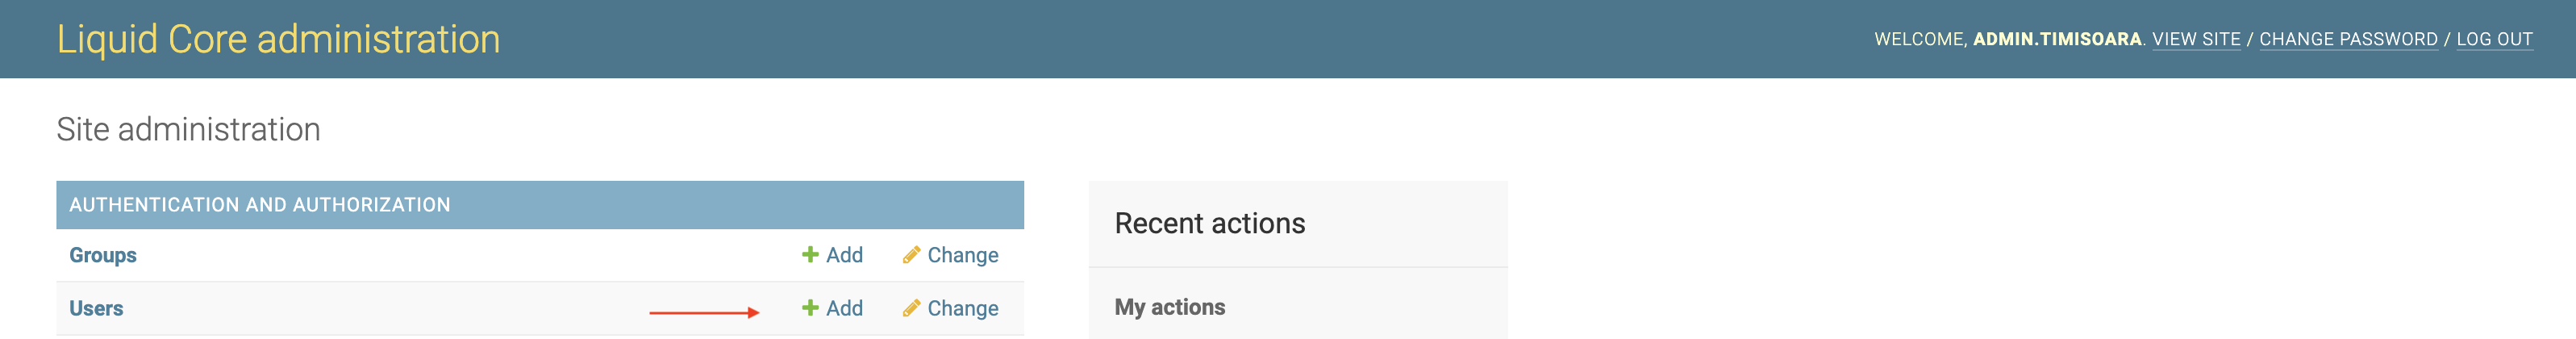 Liquid Core administration
WELCOME, ADMIN.TIMISOARA. VIEW SITE / CHANGE PASSWORD / LOG OUT
Site administration
AUTHENTICATION AND AUTHORIZATION
Groups Add Change
Users Add Change
Recent actions
My actions